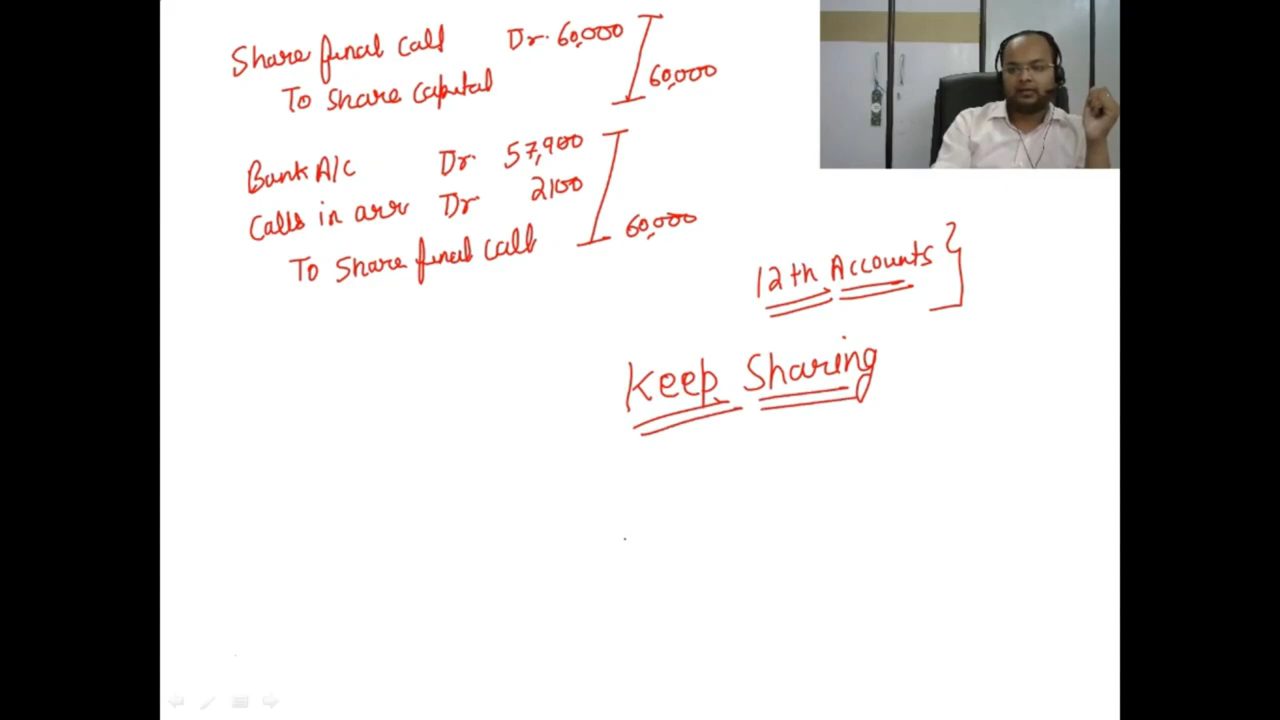 Share final call Dr. 60,000
To share capital 60,000
Bank A/C Dr. 57,900
Calls in arr Dr 2100
To Share final call 60,000
12th Accounts
Keep Sharing